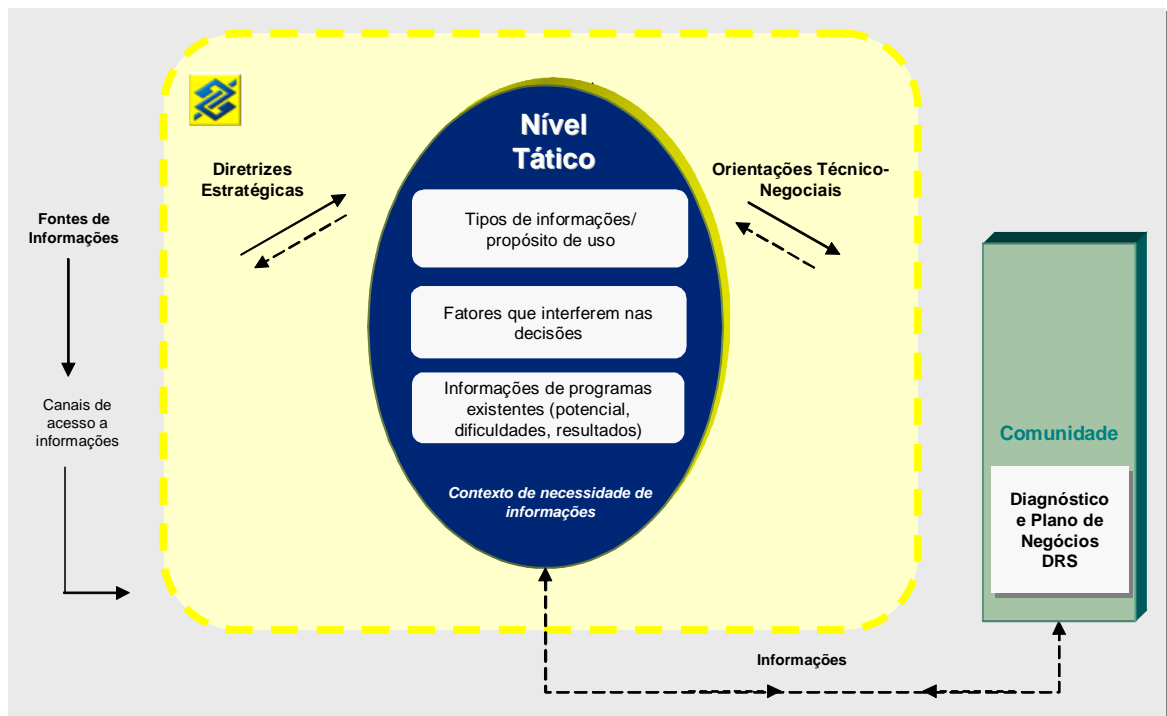 Nível
Tático
Diretrizes
Estratégicas
Orientações Técnico-
Negociais
Fontes de
Informações
Tipos de informações/
propósito de uso
Fatores que interferem nas
decisões
Informações de programas
existentes (potencial,
dificuldades, resultados)
Canais de
acesso a
informações
Contexto de necessidade de
informações
Comunidade
Diagnóstico
e Plano de
Negócios
DRS
Informações